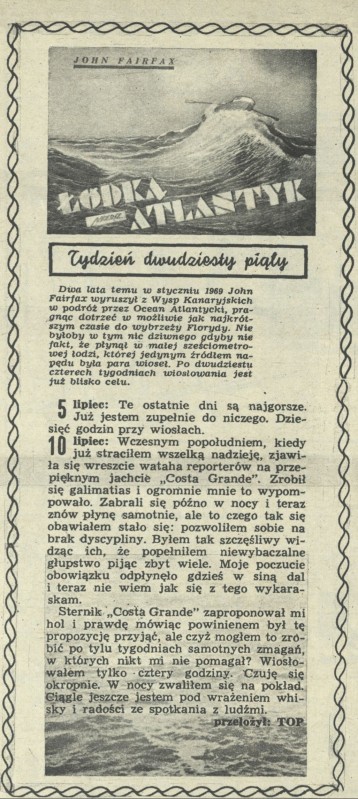 JOHN FAIRFAX
ŁÓDKĄ
PRZEZ
ATLANTYK
Tydzień dwudziesty piąty
Dwa lata temu w styczniu 1969 John
Fairfax wyruszył z Wysp Kanaryjskich
w podróż przez Ocean Atlantycki, pra-
gnąc dotrzeć w możliwie jak najkrót-
szym czasie do wybrzeży Florydy. Nie
byłoby w tym nic dziwnego gdyby nie
fakt, że płynął w małej sześciometro-
wej łodzi, której jedynym źródłem na-
pędu była para wioseł. Po dwudziestu
czterech tygodniach wiosłowania jest
już blisko celu.
5 lipiec: Te ostatnie dni są najgorsze.
Już jestem zupełnie do niczego. Dzie-
sięć godzin przy wiosłach.
10 lipiec: Wczesnym popołudniem, kiedy
już straciłem wszelką nadzieję, zjawi-
ła się wreszcie wataha reporterów na prze-
pięknym jachcie „Costa Grande". Zrobił
się galimatias i ogromnie mnie to wypom-
powało. Zabrali się późno w nocy i teraz
znów płynę samotnie, ale to czego tak się
obawiałem stało się: pozwoliłem sobie na
brak dyscypliny. Byłem tak szczęśliwy wi-
dząc ich, że popełniłem niewybaczalne
głupstwo pijąc zbyt wiele. Moje poczucie
obowiązku odpłynęło gdzieś w siną dal
i teraz nie wiem jak się z tego wykara-
skam.
Sternik „Costa Grande" zaproponował mi
hol i prawdę mówiąc powinienem był tę
propozycję przyjąć, ale czyż mogłem to zro-
bić po tylu tygodniach samotnych zmagań,
w których nikt mi nie pomagał? Wiosło-
wałem tylko cztery godziny. Czuję się
okropnie. W nocy zwaliłem się na pokład.
Ciągle jeszcze jestem pod wrażeniem whi-
sky i radości ze spotkania z ludźmi.
przełożył: TOP